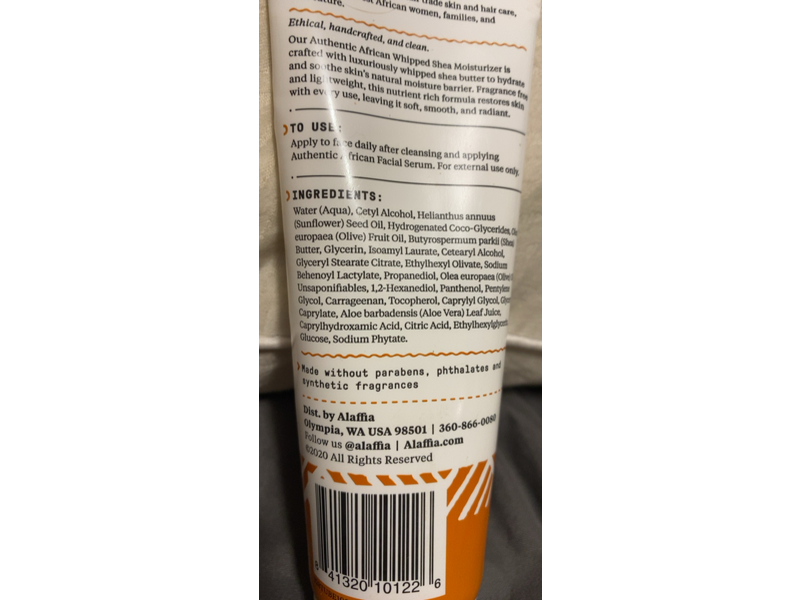 trade skin and hair care,
African women, families, and
Ethical, handcrafted, and clean.
Our Authentic African Whipped Shea Moisturizer is
crafted with luxuriously whipped shea butter to hydrate
and soothe skin's natural moisture barrier. Fragrance free
and lightweight, this nutrient rich formula restores skin
with every use, leaving it soft, smooth, and radiant.
TO USE:
Apply to face daily after cleansing and applying
Authentic African Facial Serum. For external use only.
INGREDIENTS:
Water (Aqua), Cetyl Alcohol, Helianthus annuus
(Sunflower) Seed Oil, Hydrogenated Coco-Glycerides,
europaea (Olive) Fruit Oil, Butyrospermum parkii (Shea
Butter, Glycerin, Isoamyl Laurate, Cetearyl Alcohol,
Glyceryl Stearate Citrate, Ethylhexyl Olivate, Sodium
Behenoyl Lactylate, Propanediol, Olea europaea (Olive)
Unsaponifiables, 1,2-Hexanediol, Panthenol, Pentylene
Glycol, Carrageenan, Tocopherol, Caprylyl Glycol,
Caprylate, Aloe barbadensis (Aloe Vera) Leaf Juice,
Caprylhydroxamic Acid, Citric Acid, Ethylhexylglycerin,
Glucose, Sodium Phytate.
Made without parabens, phthalates and
synthetic fragrances
Dist. by Alaffia
Olympia, WA USA 98501 | 360-866-0080
Follow us @alaffia | Alaffia.com
©2020 All Rights Reserved
8 41320 10122 6